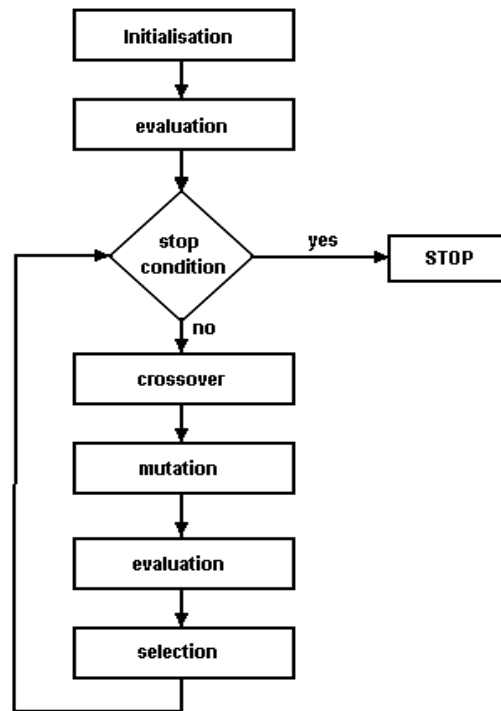 Initialisation
evaluation
stop
condition
yes
STOP
no
crossover
mutation
evaluation
selection